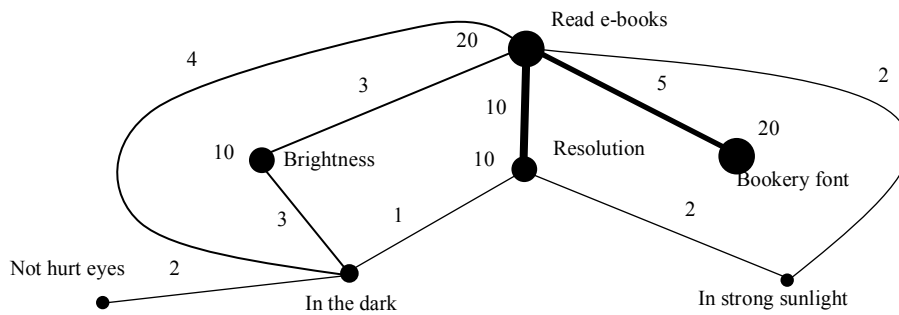 Read e-books
20
4
2
3
5
10
20
10
Brightness
10
Resolution
Bookery font
3
1
2
Not hurt eyes
2
In the dark
In strong sunlight